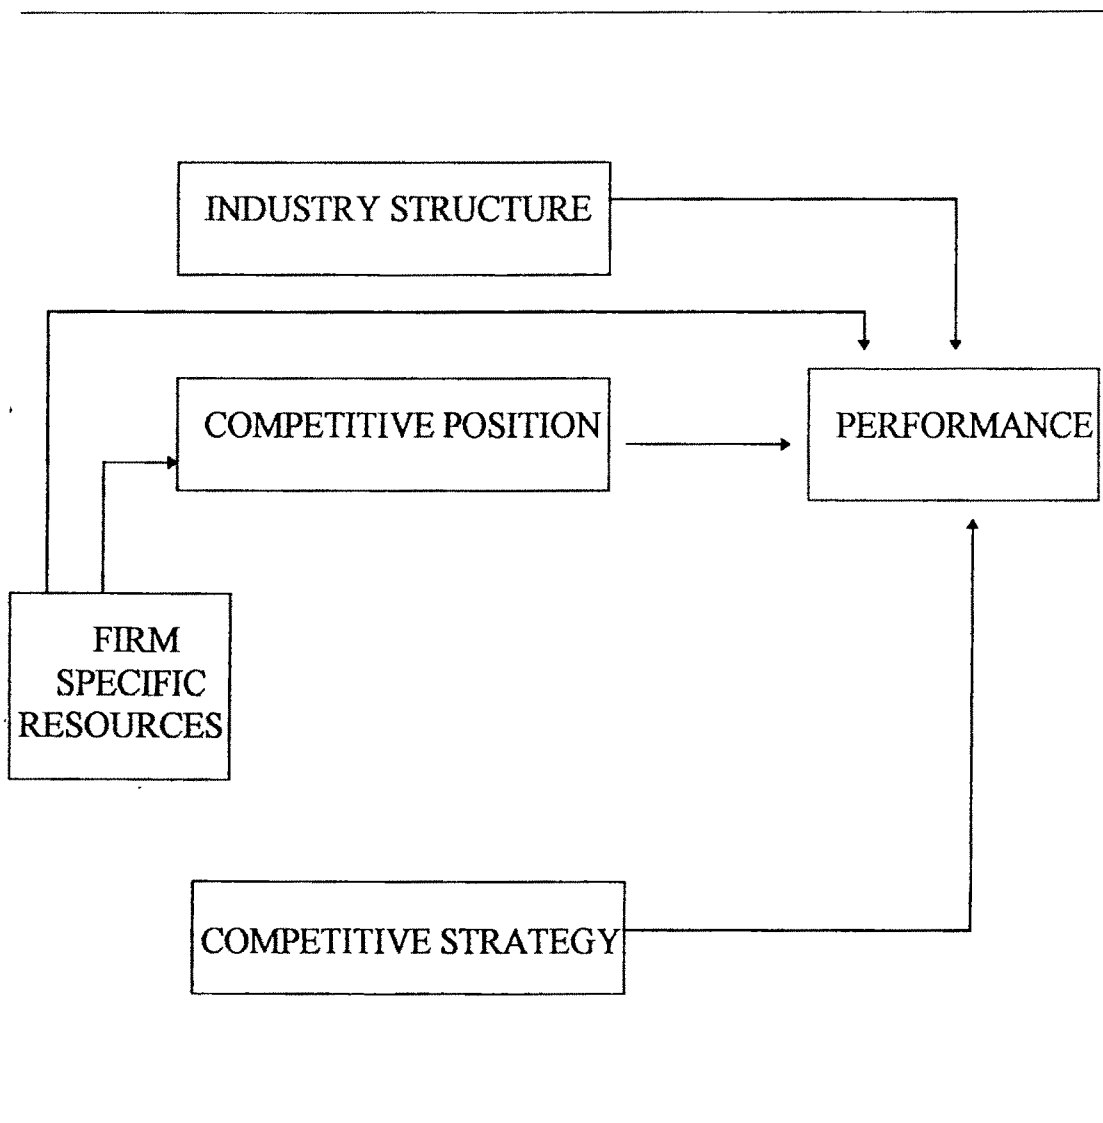 INDUSTRY STRUCTURE
COMPETITIVE POSITION
PERFORMANCE
FIRM
SPECIFIC
RESOURCES
COMPETITIVE STRATEGY